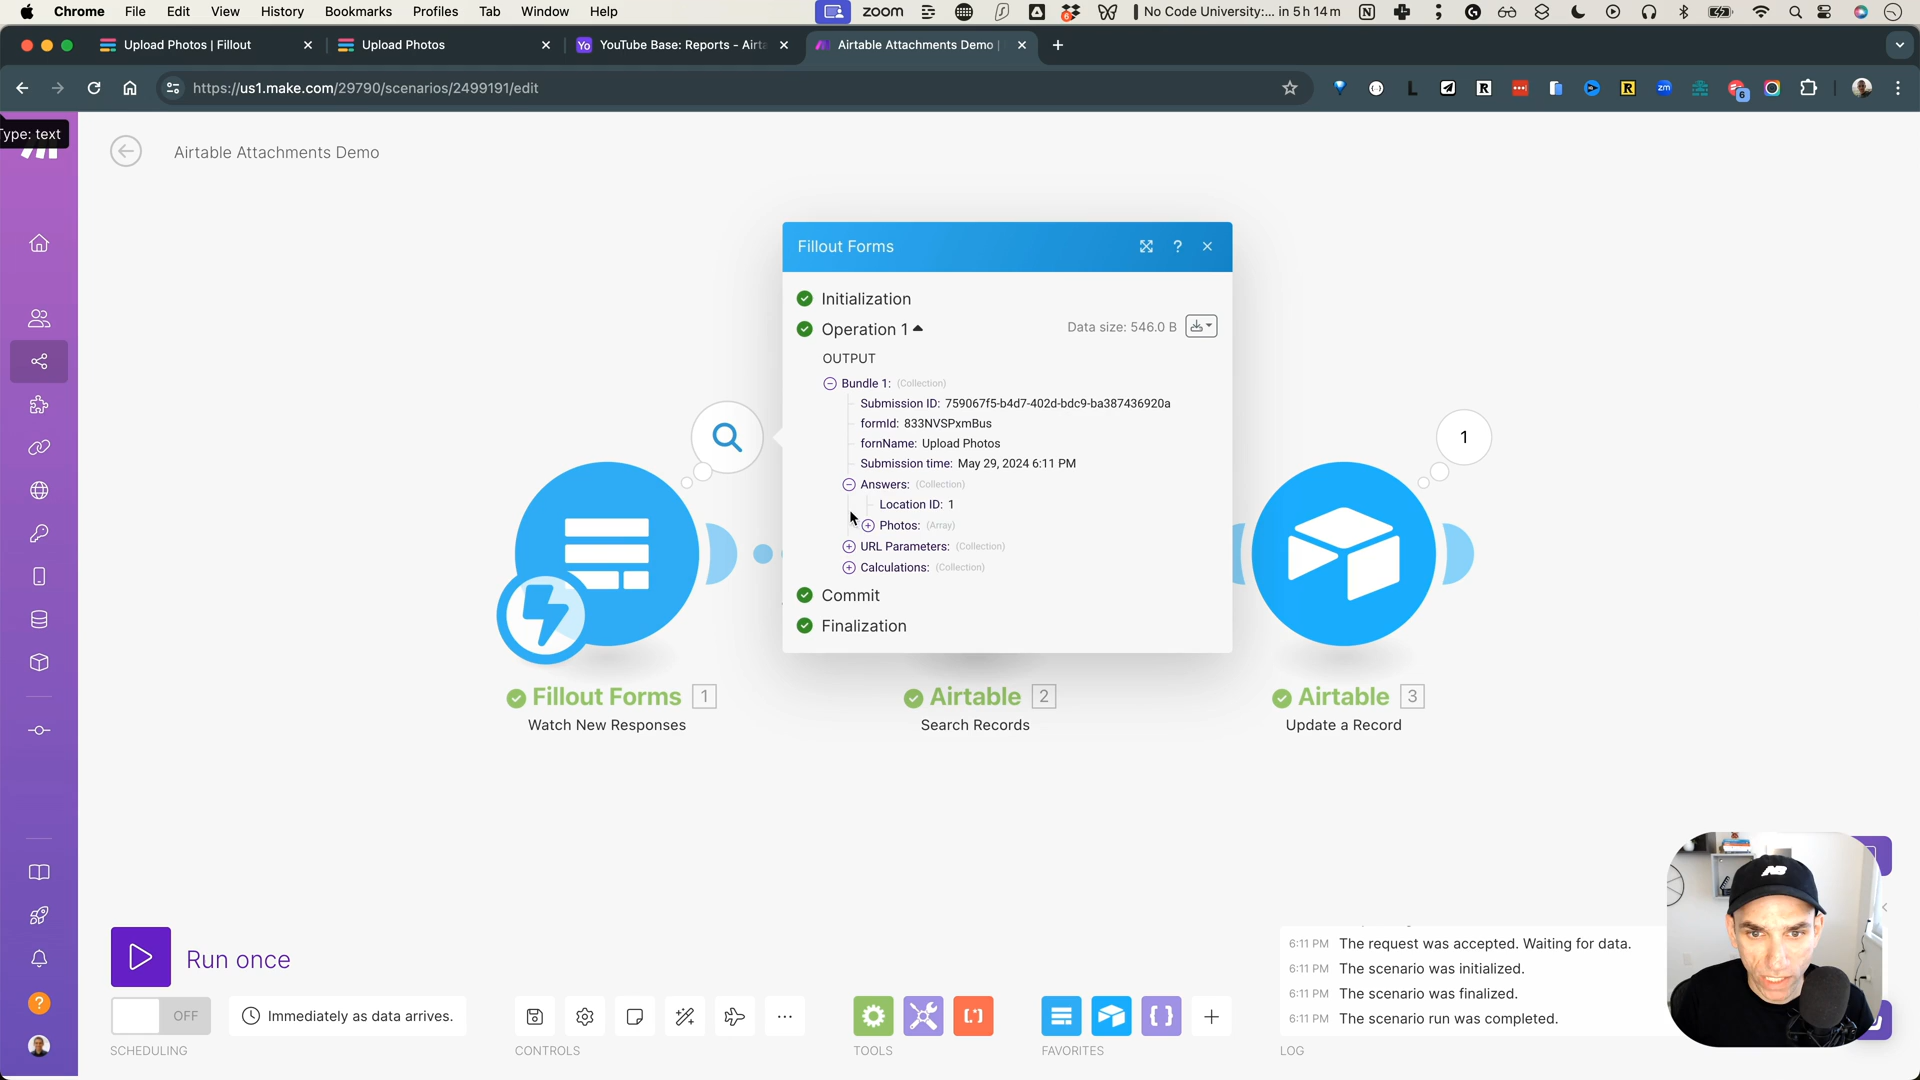 Chrome File Edit View History Bookmarks Profiles Tab Window Help
zoom
No Code University:... in 5 h 14 m
Upload Photos | Fillout
Upload Photos
YouTube Base: Reports - Airta
Airtable Attachments Demo |
https://us1.make.com/29790/scenarios/2499191/edit
Type: text
Airtable Attachments Demo
Fillout Forms
Initialization
Operation 1
Data size: 546.0 B
OUTPUT
Bundle 1: (Collection)
Submission ID: 759067f5-b4d7-402d-bdc9-ba387436920a
formId: 833NVSPxmBus
fornName: Upload Photos
Submission time: May 29, 2024 6:11 PM
Answers: (Collection)
Location ID: 1
Photos: (Array)
URL Parameters: (Collection)
Calculations: (Collection)
Commit
Finalization
1
Fillout Forms 1
Watch New Responses
Airtable 2
Search Records
Airtable 3
Update a Record
Run once
OFF
Immediately as data arrives.
SCHEDULING
CONTROLS
TOOLS
FAVORITES
6:11 PM The request was accepted. Waiting for data.
6:11 PM The scenario was initialized.
6:11 PM The scenario was finalized.
6:11 PM The scenario run was completed.
LOG